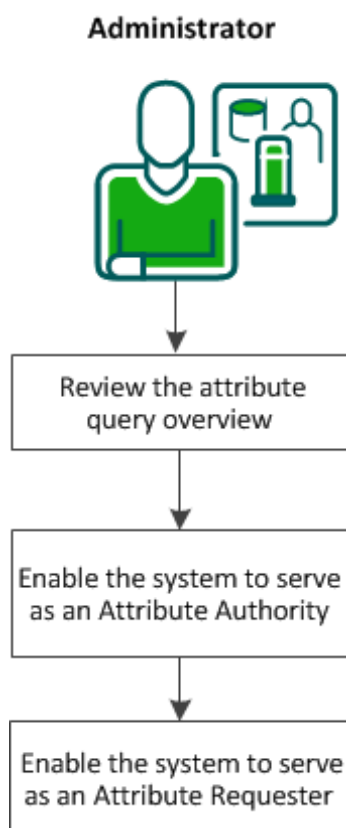 Administrator
Review the attribute
query overview
Enable the system to serve
as an Attribute Authority
Enable the system to serve
as an Attribute Requester